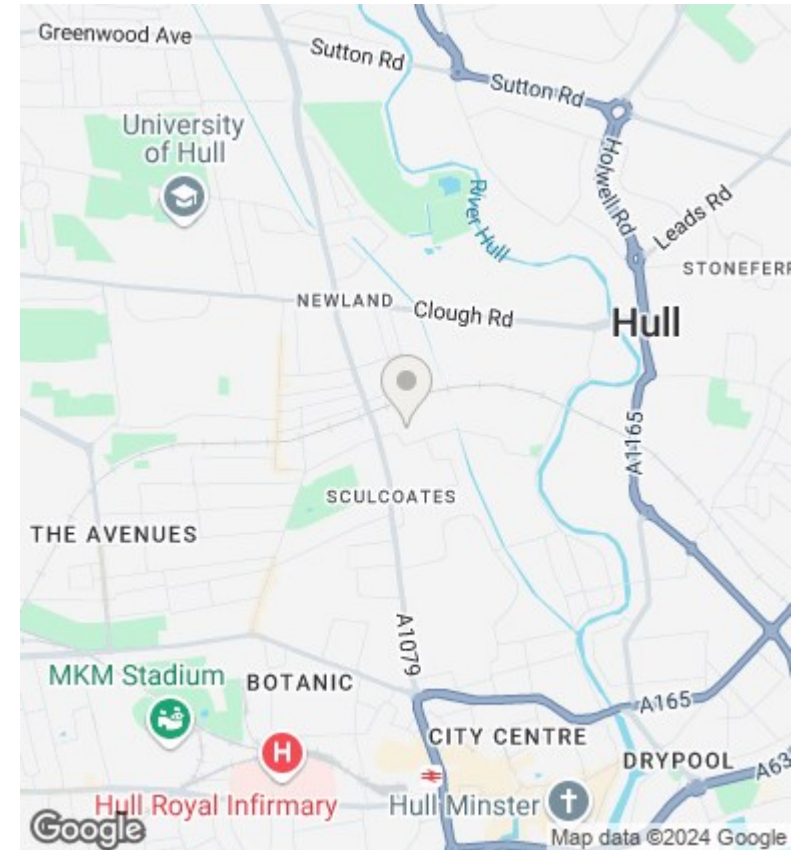 Greenwood Ave
Sutton Rd
Sutton Rd
University
of Hull
Holwell Rd
River Hull
Leads Rd
STONEFERR
NEWLAND
Clough Rd
Hull
A1165
SCULCOATES
THE AVENUES
A1079
MKM Stadium
BOTANIC
A165
CITY CENTRE
DRYPOOL
A63
H
Hull Royal Infirmary
Hull Minster
Google
Map data ©2024 Google